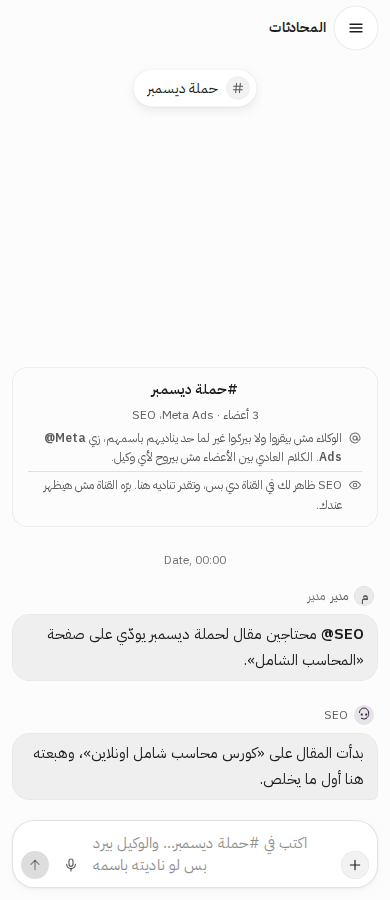 المحادثات
# حملة ديسمبر
#حملة ديسمبر
3 أعضاء · SEO ،Meta Ads
الوكلاء مش بيقروا ولا بيركوا غير لما حد يناديهم باسمهم، زي @Meta
Ads. الكلام العادي بين الأعضاء مش بيروح لأي وكيل.
SEO ظاهر لك في القناة دي بس، وتقدر تناديه هنا. برّه القناة مش هيظهر
عندك.
Date, 00:00
م مدير مدير
@SEO محتاجين مقال لحملة ديسمبر يودّي على صفحة
«المحاسب الشامل».
SEO
بدأت المقال على «كورس محاسب شامل اونلاين»، وهبعته
هنا أول ما يخلص.
اكتب في #حملة ديسمبر... والوكيل بيرد
بس لو ناديته باسمه